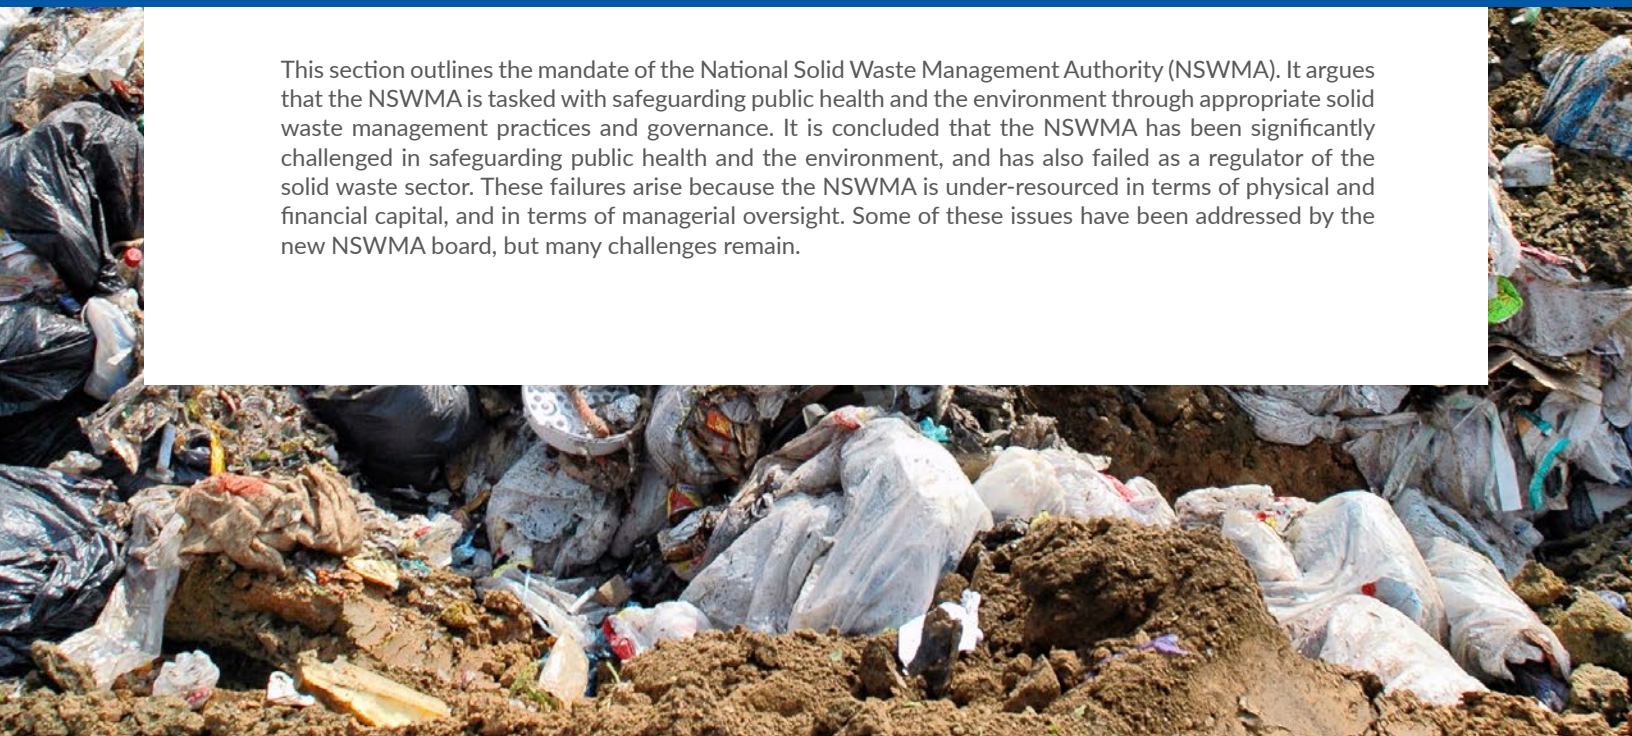 This section outlines the mandate of the National Solid Waste Management Authority (NSWMA). It argues
that the NSWMA is tasked with safeguarding public health and the environment through appropriate solid
waste management practices and governance. It is concluded that the NSWMA has been significantly
challenged in safeguarding public health and the environment, and has also failed as a regulator of the
solid waste sector. These failures arise because the NSWMA is under-resourced in terms of physical and
financial capital, and in terms of managerial oversight. Some of these issues have been addressed by the
new NSWMA board, but many challenges remain.